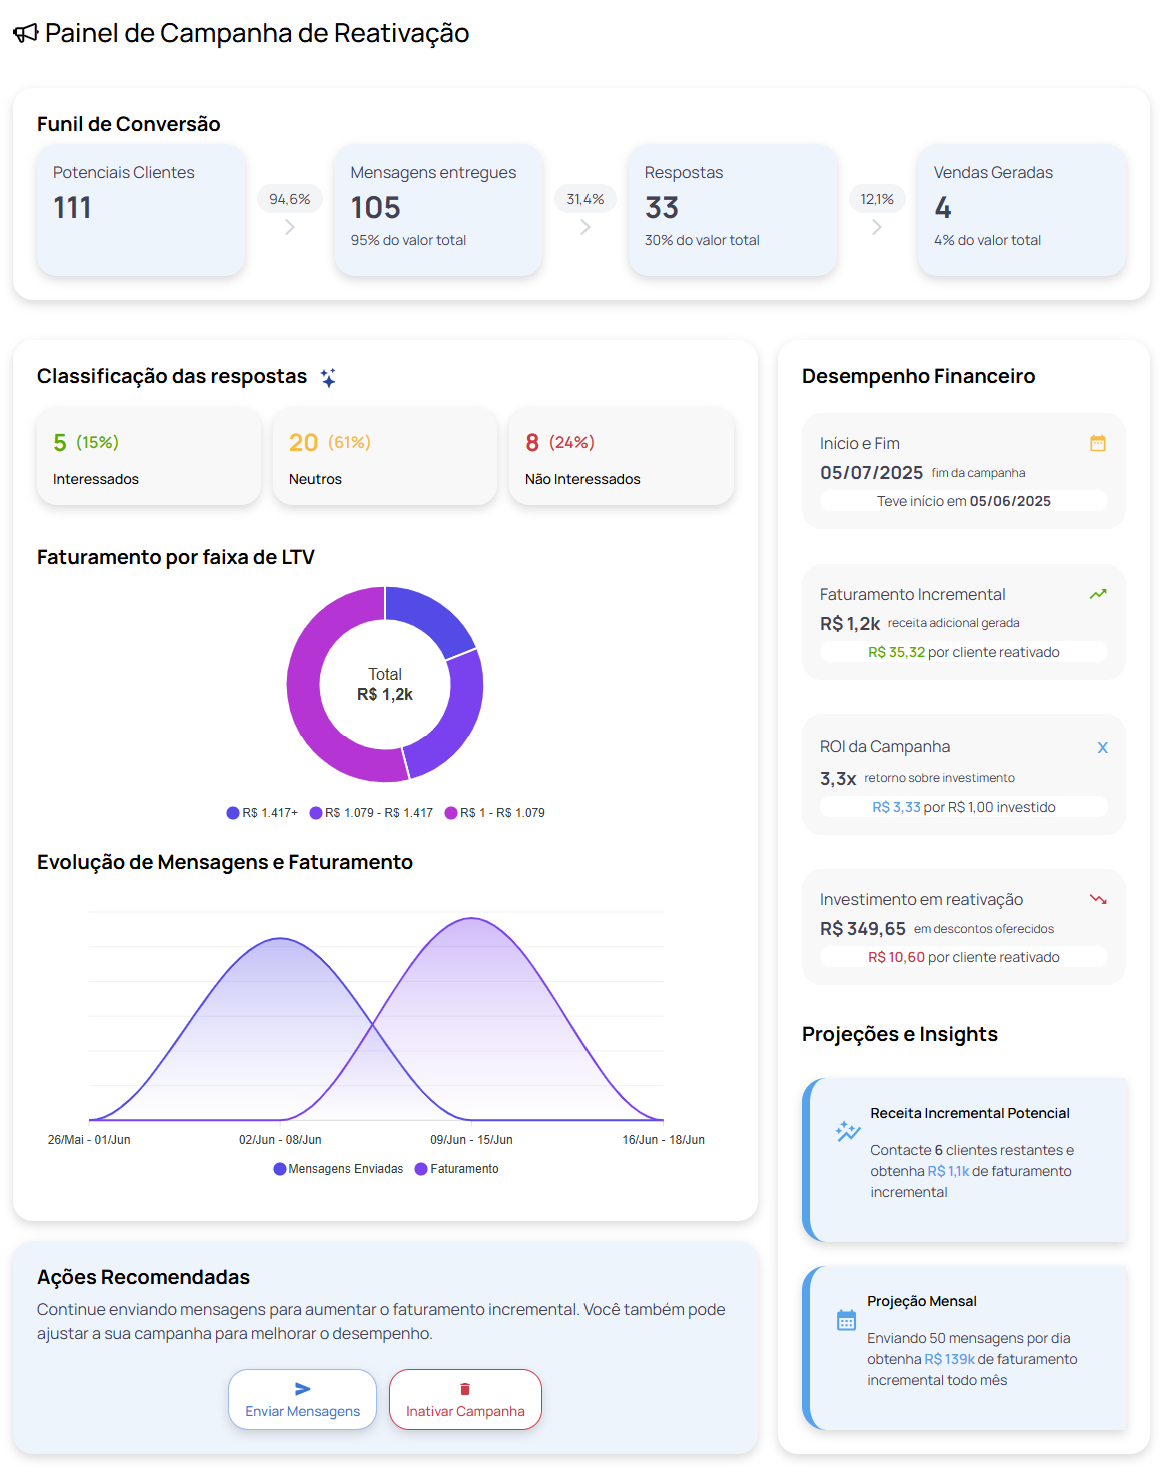 Painel de Campanha de Reativação
Funil de Conversão
Potenciais Clientes
111
94,6%
Mensagens entregues
105
95% do valor total
31,4%
Respostas
33
30% do valor total
12,1%
Vendas Geradas
4
4% do valor total
Classificação das respostas
5 (15%)
Interessados
20 (61%)
Neutros
8 (24%)
Não Interessados
Faturamento por faixa de LTV
Total
R$ 1,2k
R$ 1.417+
R$ 1.079 - R$ 1.417
R$ 1 - R$ 1.079
Evolução de Mensagens e Faturamento
26/Mai - 01/Jun
02/Jun - 08/Jun
09/Jun - 15/Jun
16/Jun - 18/Jun
Mensagens Enviadas
Faturamento
Ações Recomendadas
Continue enviando mensagens para aumentar o faturamento incremental. Você também pode
ajustar a sua campanha para melhorar o desempenho.
Enviar Mensagens
Inativar Campanha
Desempenho Financeiro
Início e Fim
05/07/2025 fim da campanha
Teve início em 05/06/2025
Faturamento Incremental
R$ 1,2k receita adicional gerada
R$ 35,32 por cliente reativado
ROI da Campanha
X
3,3x retorno sobre investimento
R$ 3,33 por R$ 1,00 investido
Investimento em reativação
R$ 349,65 em descontos oferecidos
R$ 10,60 por cliente reativado
Projeções e Insights
Receita Incremental Potencial
Contacte 6 clientes restantes e
obtenha R$ 1,1k de faturamento
incremental
Projeção Mensal
Enviando 50 mensagens por dia
obtenha R$ 139k de faturamento
incremental todo mês